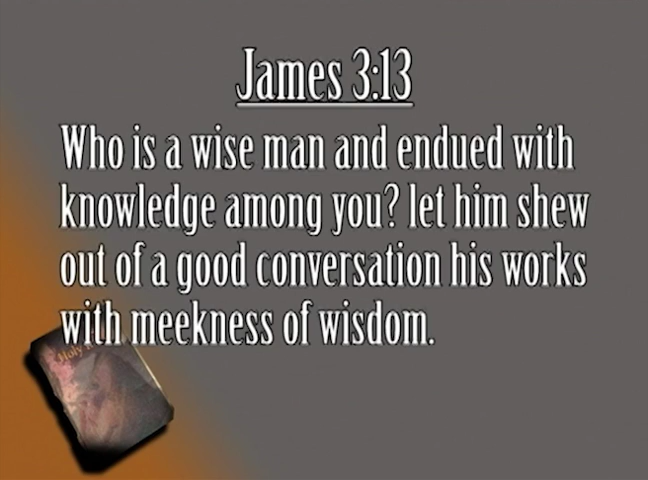 James 3:13
Who is a wise man and endued with
knowledge among you? let him shew
out of a good conversation his works
with meekness of wisdom.
Holy